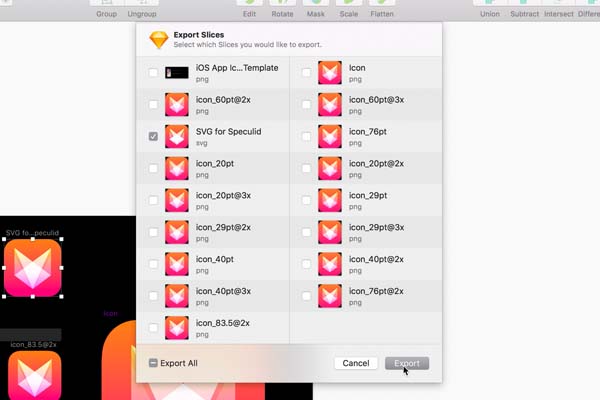 Group Ungroup Edit Rotate Mask Scale Flatten Union Subtract Intersect Differe
Export Slices
Select which Slices you would like to export.
iOS App Ic...Template
png
Icon
png
icon_60pt@2x
png
icon_60pt@3x
png
SVG for Speculid
svg
icon_76pt
png
icon_20pt
png
icon_20pt@2x
png
icon_20pt@3x
png
icon_29pt
png
icon_29pt@2x
png
icon_29pt@3x
png
icon_40pt
png
icon_40pt@2x
png
icon_40pt@3x
png
icon_76pt@2x
png
icon_83.5@2x
png
Export All
Cancel
Export
SVG fo...peculid
Icon
icon_83.5@2x